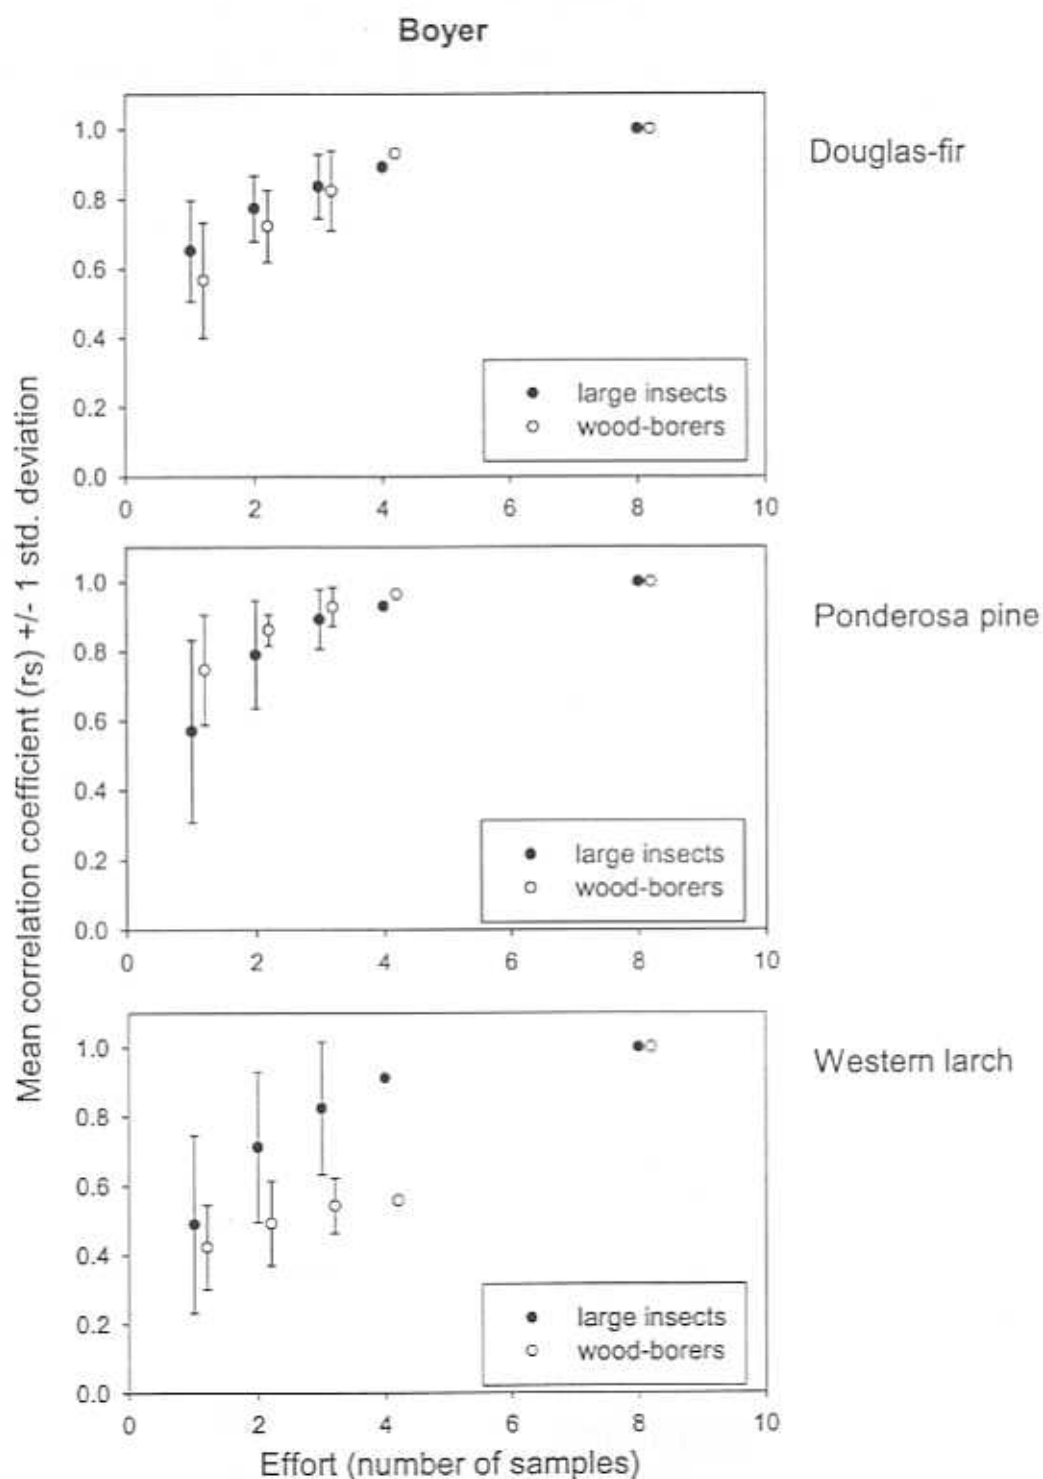 Boyer
Mean correlation coefficient (rs) +/- 1 std. deviation
1.0
0.8
0.6
0.4
0.2
0.0
0 2 4 6 8 10
large insects
wood-borers
Douglas-fir
1.0
0.8
0.6
0.4
0.2
0.0
0 2 4 6 8 10
large insects
wood-borers
Ponderosa pine
1.0
0.8
0.6
0.4
0.2
0.0
0 2 4 6 8 10
large insects
wood-borers
Western larch
Effort (number of samples)